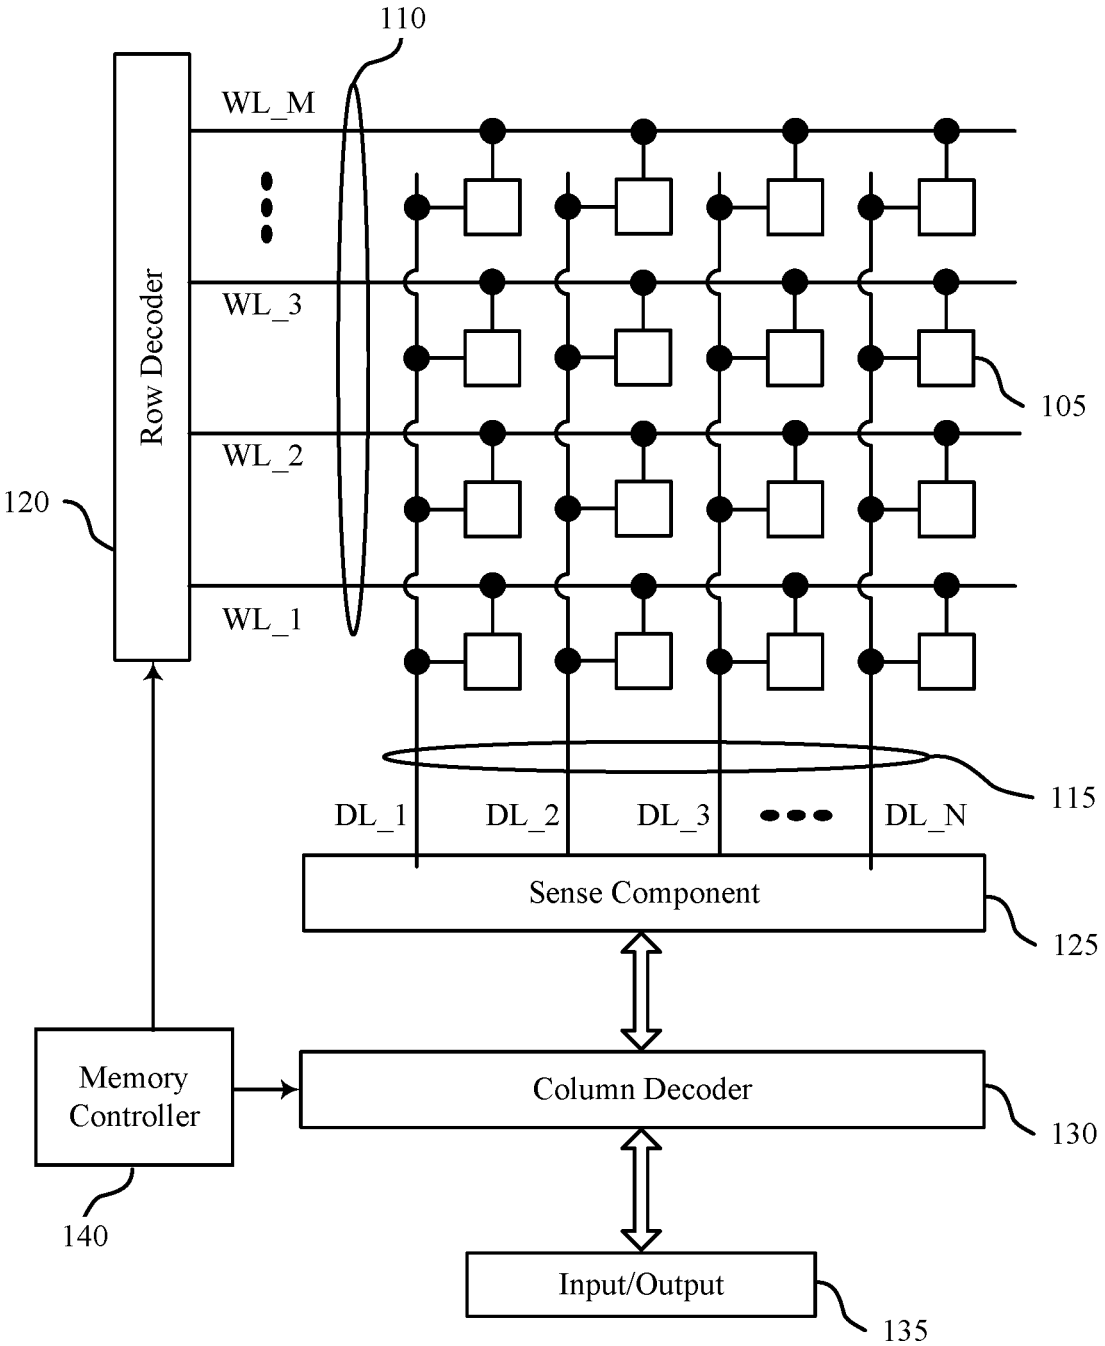 110
WL_M
WL_3
Row Decoder
105
WL_2
120
WL_1
115
DL_1 DL_2 DL_3 DL_N
Sense Component
125
Memory
Controller
Column Decoder
130
140
Input/Output
135